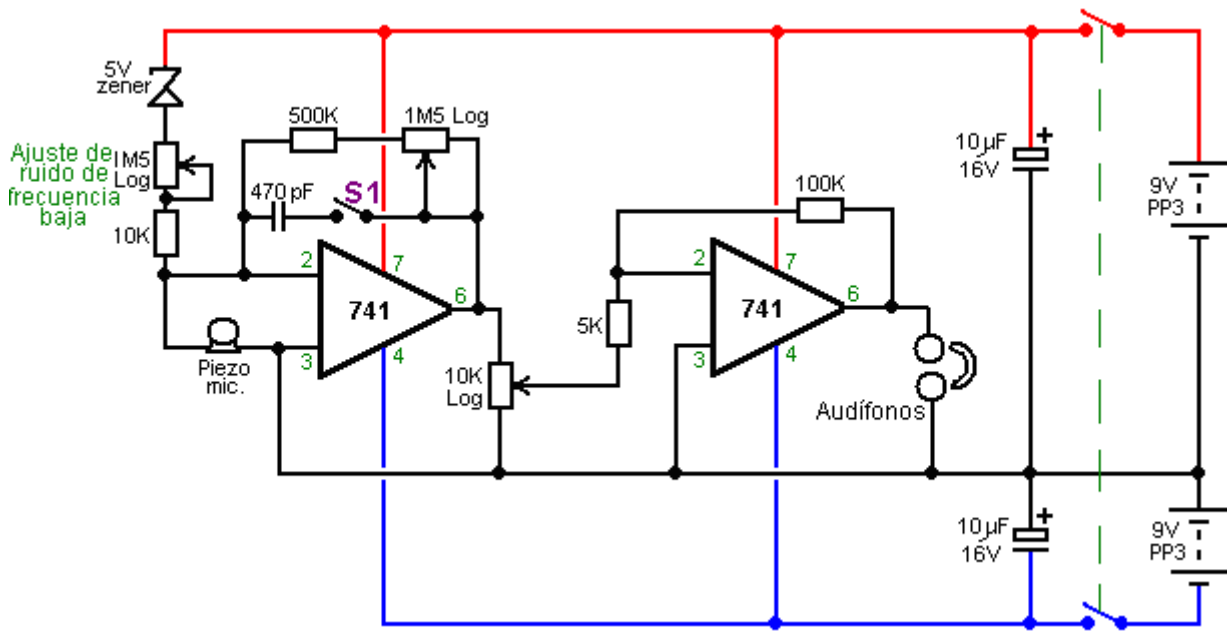 5V
zener
500K
1M5 Log
Ajuste de
ruido de
frecuencia
baja
1M5
Log
10K
470 pF
S1
2
3
741
7
6
4
Piezo
mic.
10K
Log
5K
100K
2
3
741
7
6
4
Audífonos
10µF
16V
+
9V
PP3
10µF
16V
+
9V
PP3